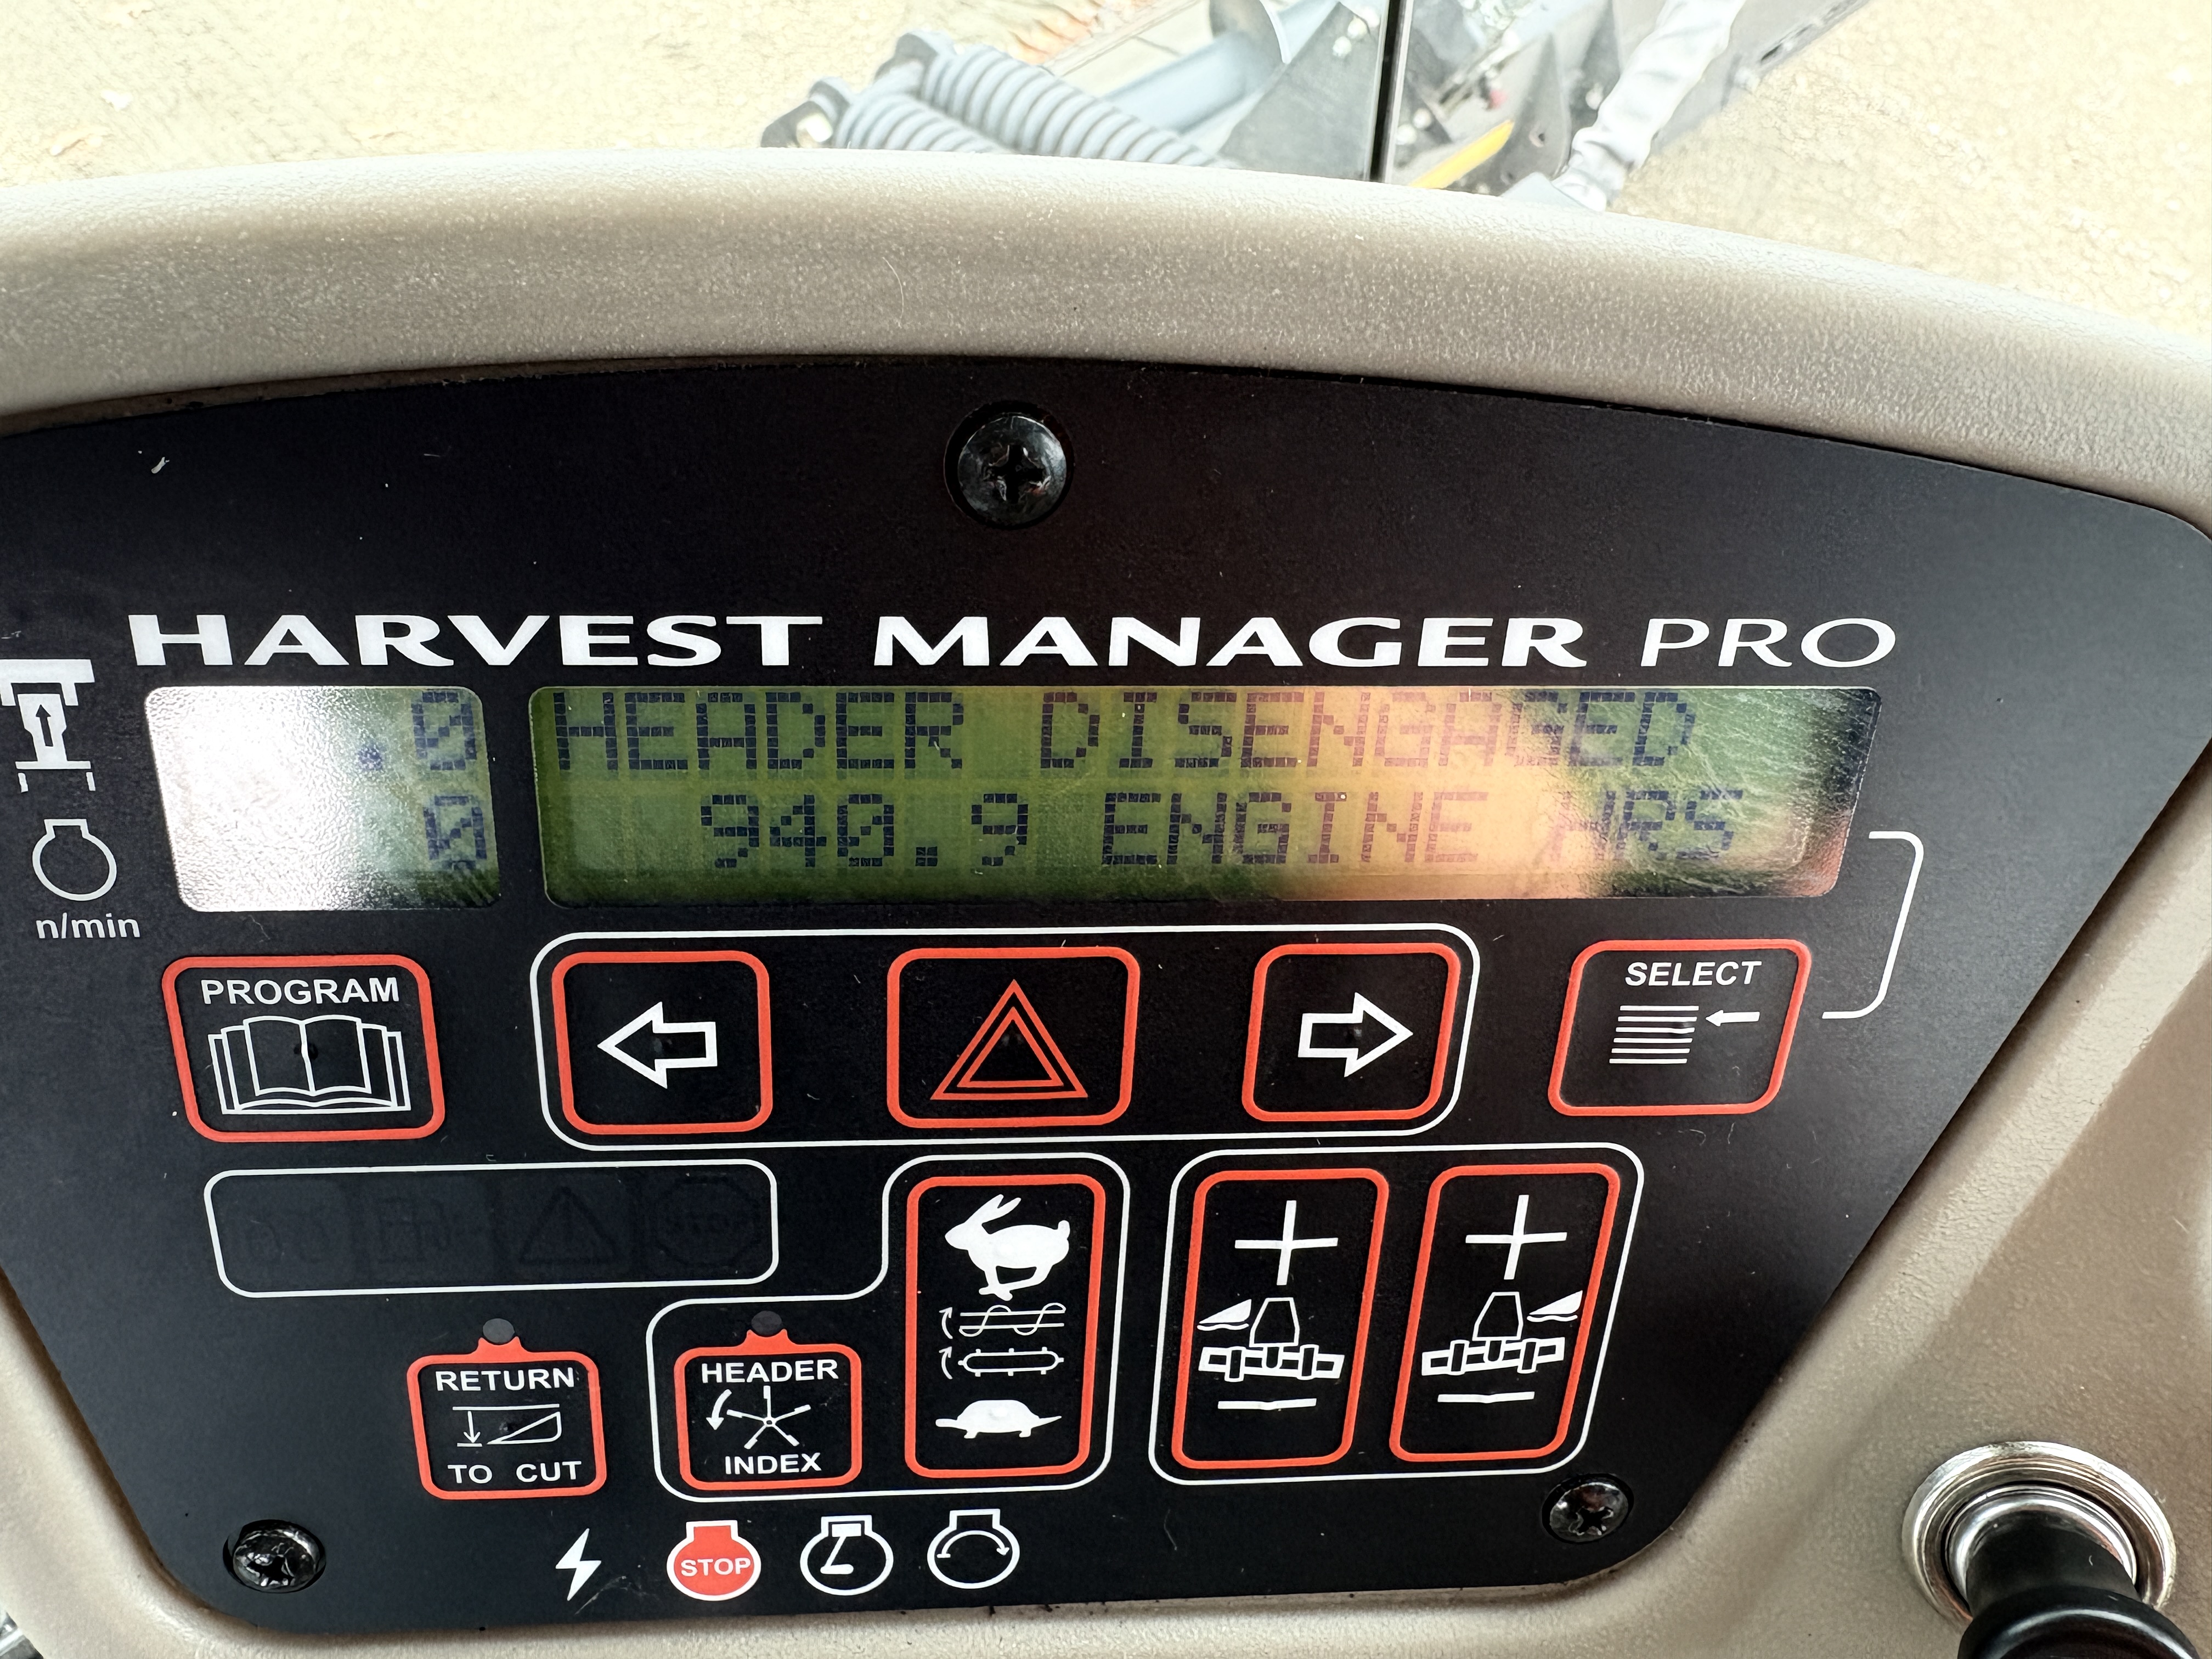 HARVEST MANAGER PRO
.0 HEADER DISENGAGED
0 940.9 ENGINE HRS
n/min
PROGRAM
SELECT
RETURN
TO CUT
HEADER
INDEX
STOP